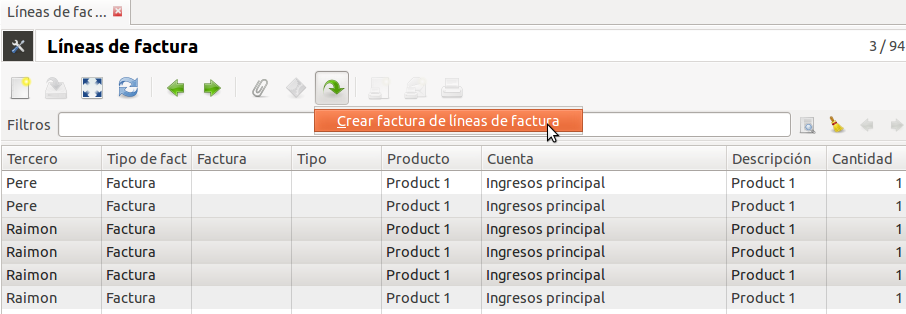 Líneas de fac...
Líneas de factura
3 / 94
Crear factura de líneas de factura
Filtros
Tercero Tipo de fact Factura Tipo Producto Cuenta Descripción Cantidad
Pere Factura Product 1 Ingresos principal Product 1 1
Pere Factura Product 1 Ingresos principal Product 1 1
Raimon Factura Product 1 Ingresos principal Product 1 1
Raimon Factura Product 1 Ingresos principal Product 1 1
Raimon Factura Product 1 Ingresos principal Product 1 1
Raimon Factura Product 1 Ingresos principal Product 1 1